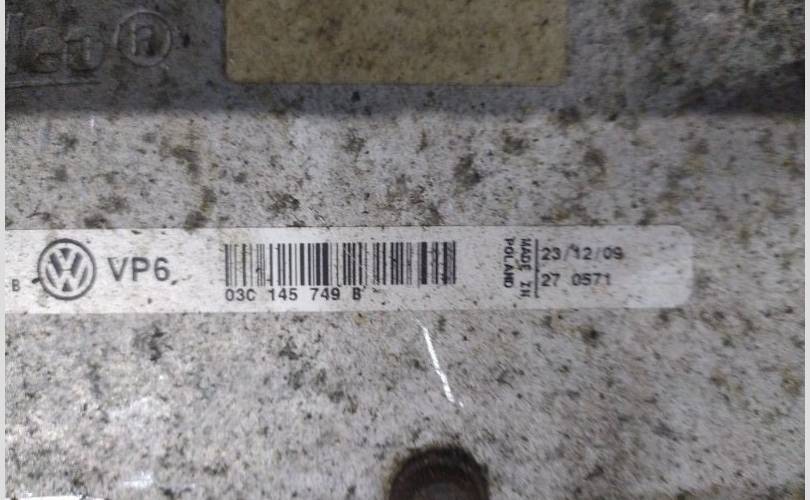 B VP6
03C 145 749 B
MADE IN
POLAND
23/12/09
27 0571